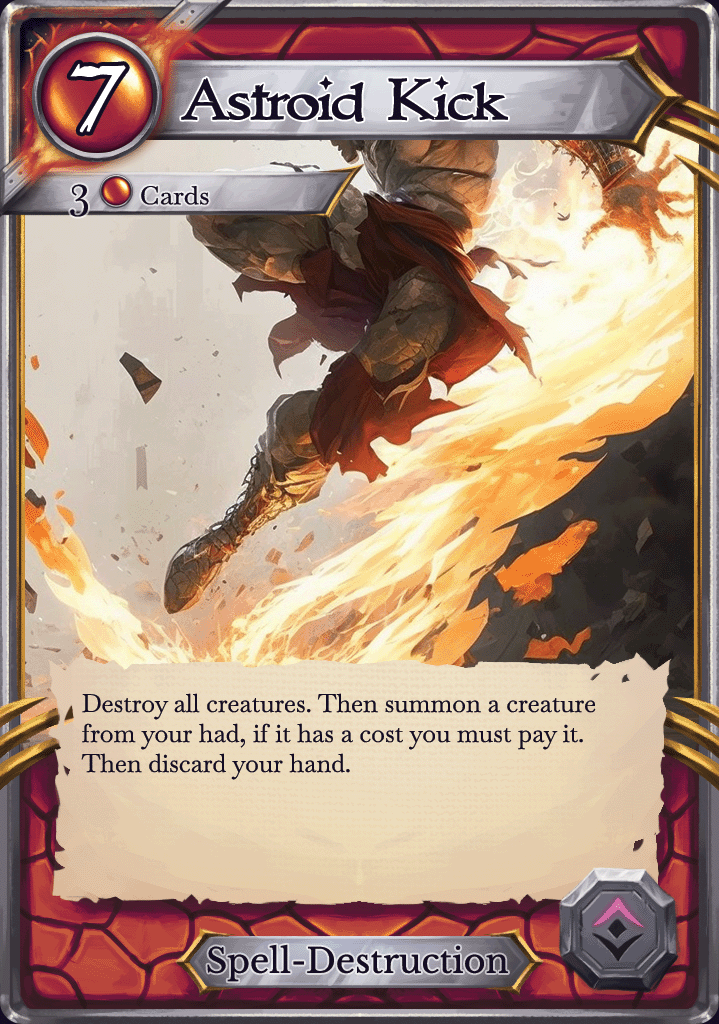 7
Astroid Kick
3 Cards
Destroy all creatures. Then summon a creature
from your had, if it has a cost you must pay it.
Then discard your hand.
Spell-Destruction